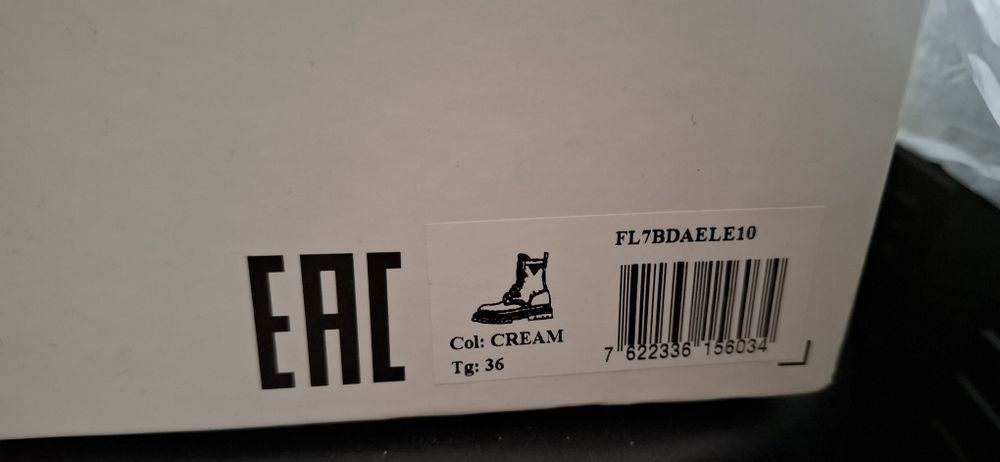 EAC
FL7BDAELE10
Col: CREAM
Tg: 36
7 622336 156034